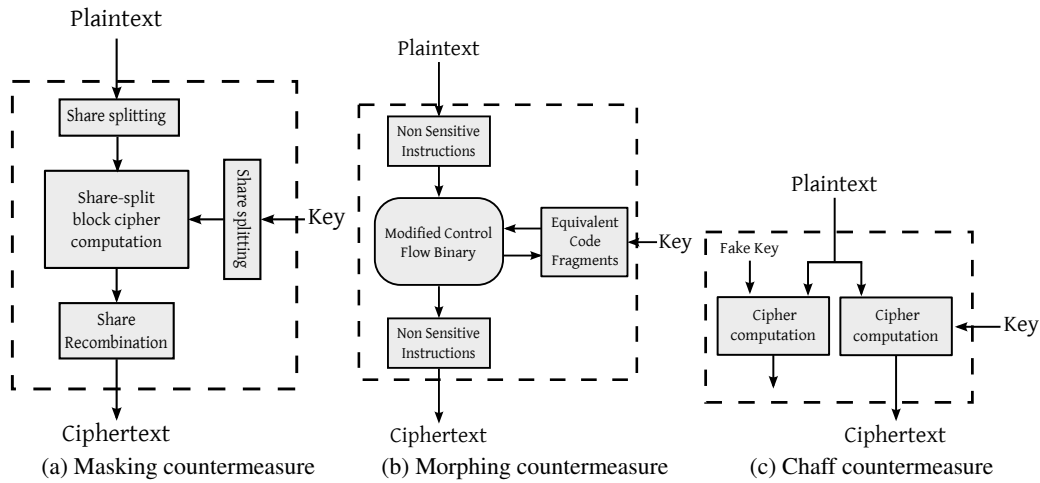 Plaintext
Share splitting
Share-split
block cipher
computation
Share splitting
Key
Share
Recombination
Ciphertext
(a) Masking countermeasure
Plaintext
Non Sensitive
Instructions
Modified Control
Flow Binary
Equivalent
Code
Fragments
Key
Non Sensitive
Instructions
Ciphertext
(b) Morphing countermeasure
Plaintext
Fake Key
Cipher
computation
Cipher
computation
Key
Ciphertext
(c) Chaff countermeasure